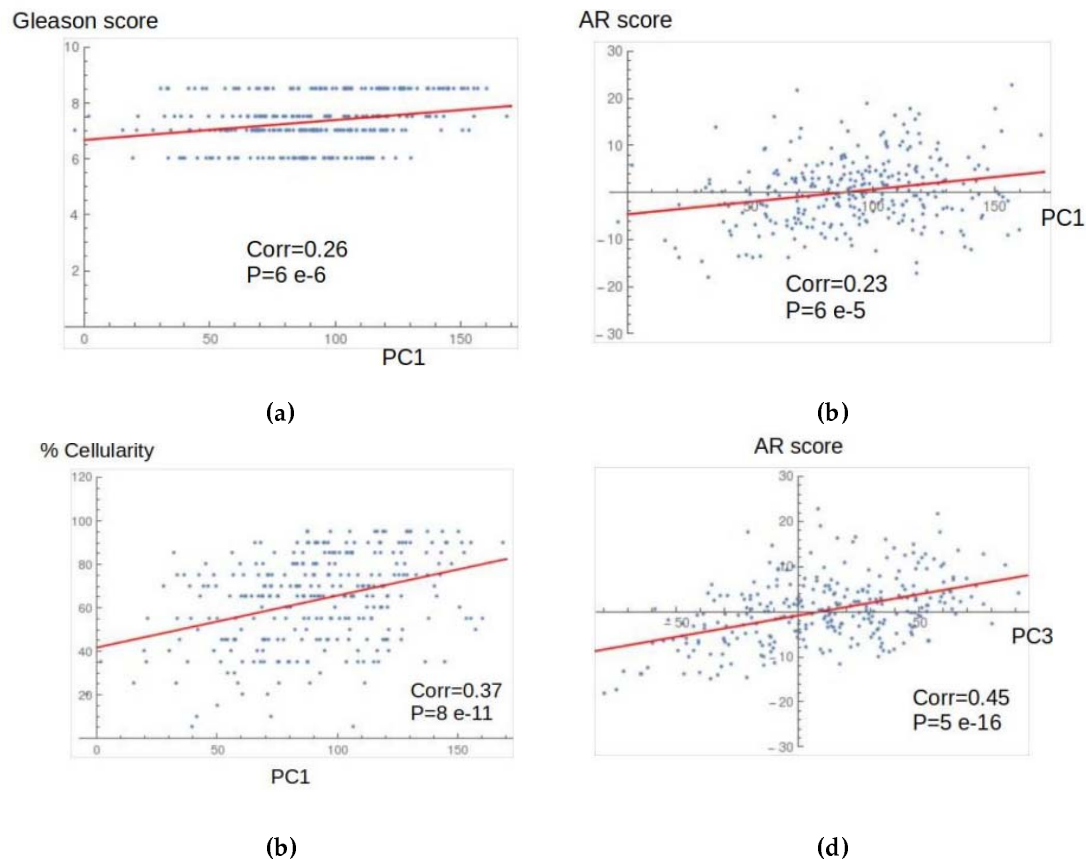 Gleason score
10
8
6
4
2
0
50
100
150
PC1
Corr=0.26
P=6 e-6
(a)
AR score
30
20
10
50
100
150
PC1
-10
-20
-30
Corr=0.23
P=6 e-5
(b)
% Cellularity
120
100
80
60
40
20
0
50
100
150
PC1
Corr=0.37
P=8 e-11
(b)
AR score
30
20
10
-50
50
PC3
-10
-20
-30
Corr=0.45
P=5 e-16
(d)